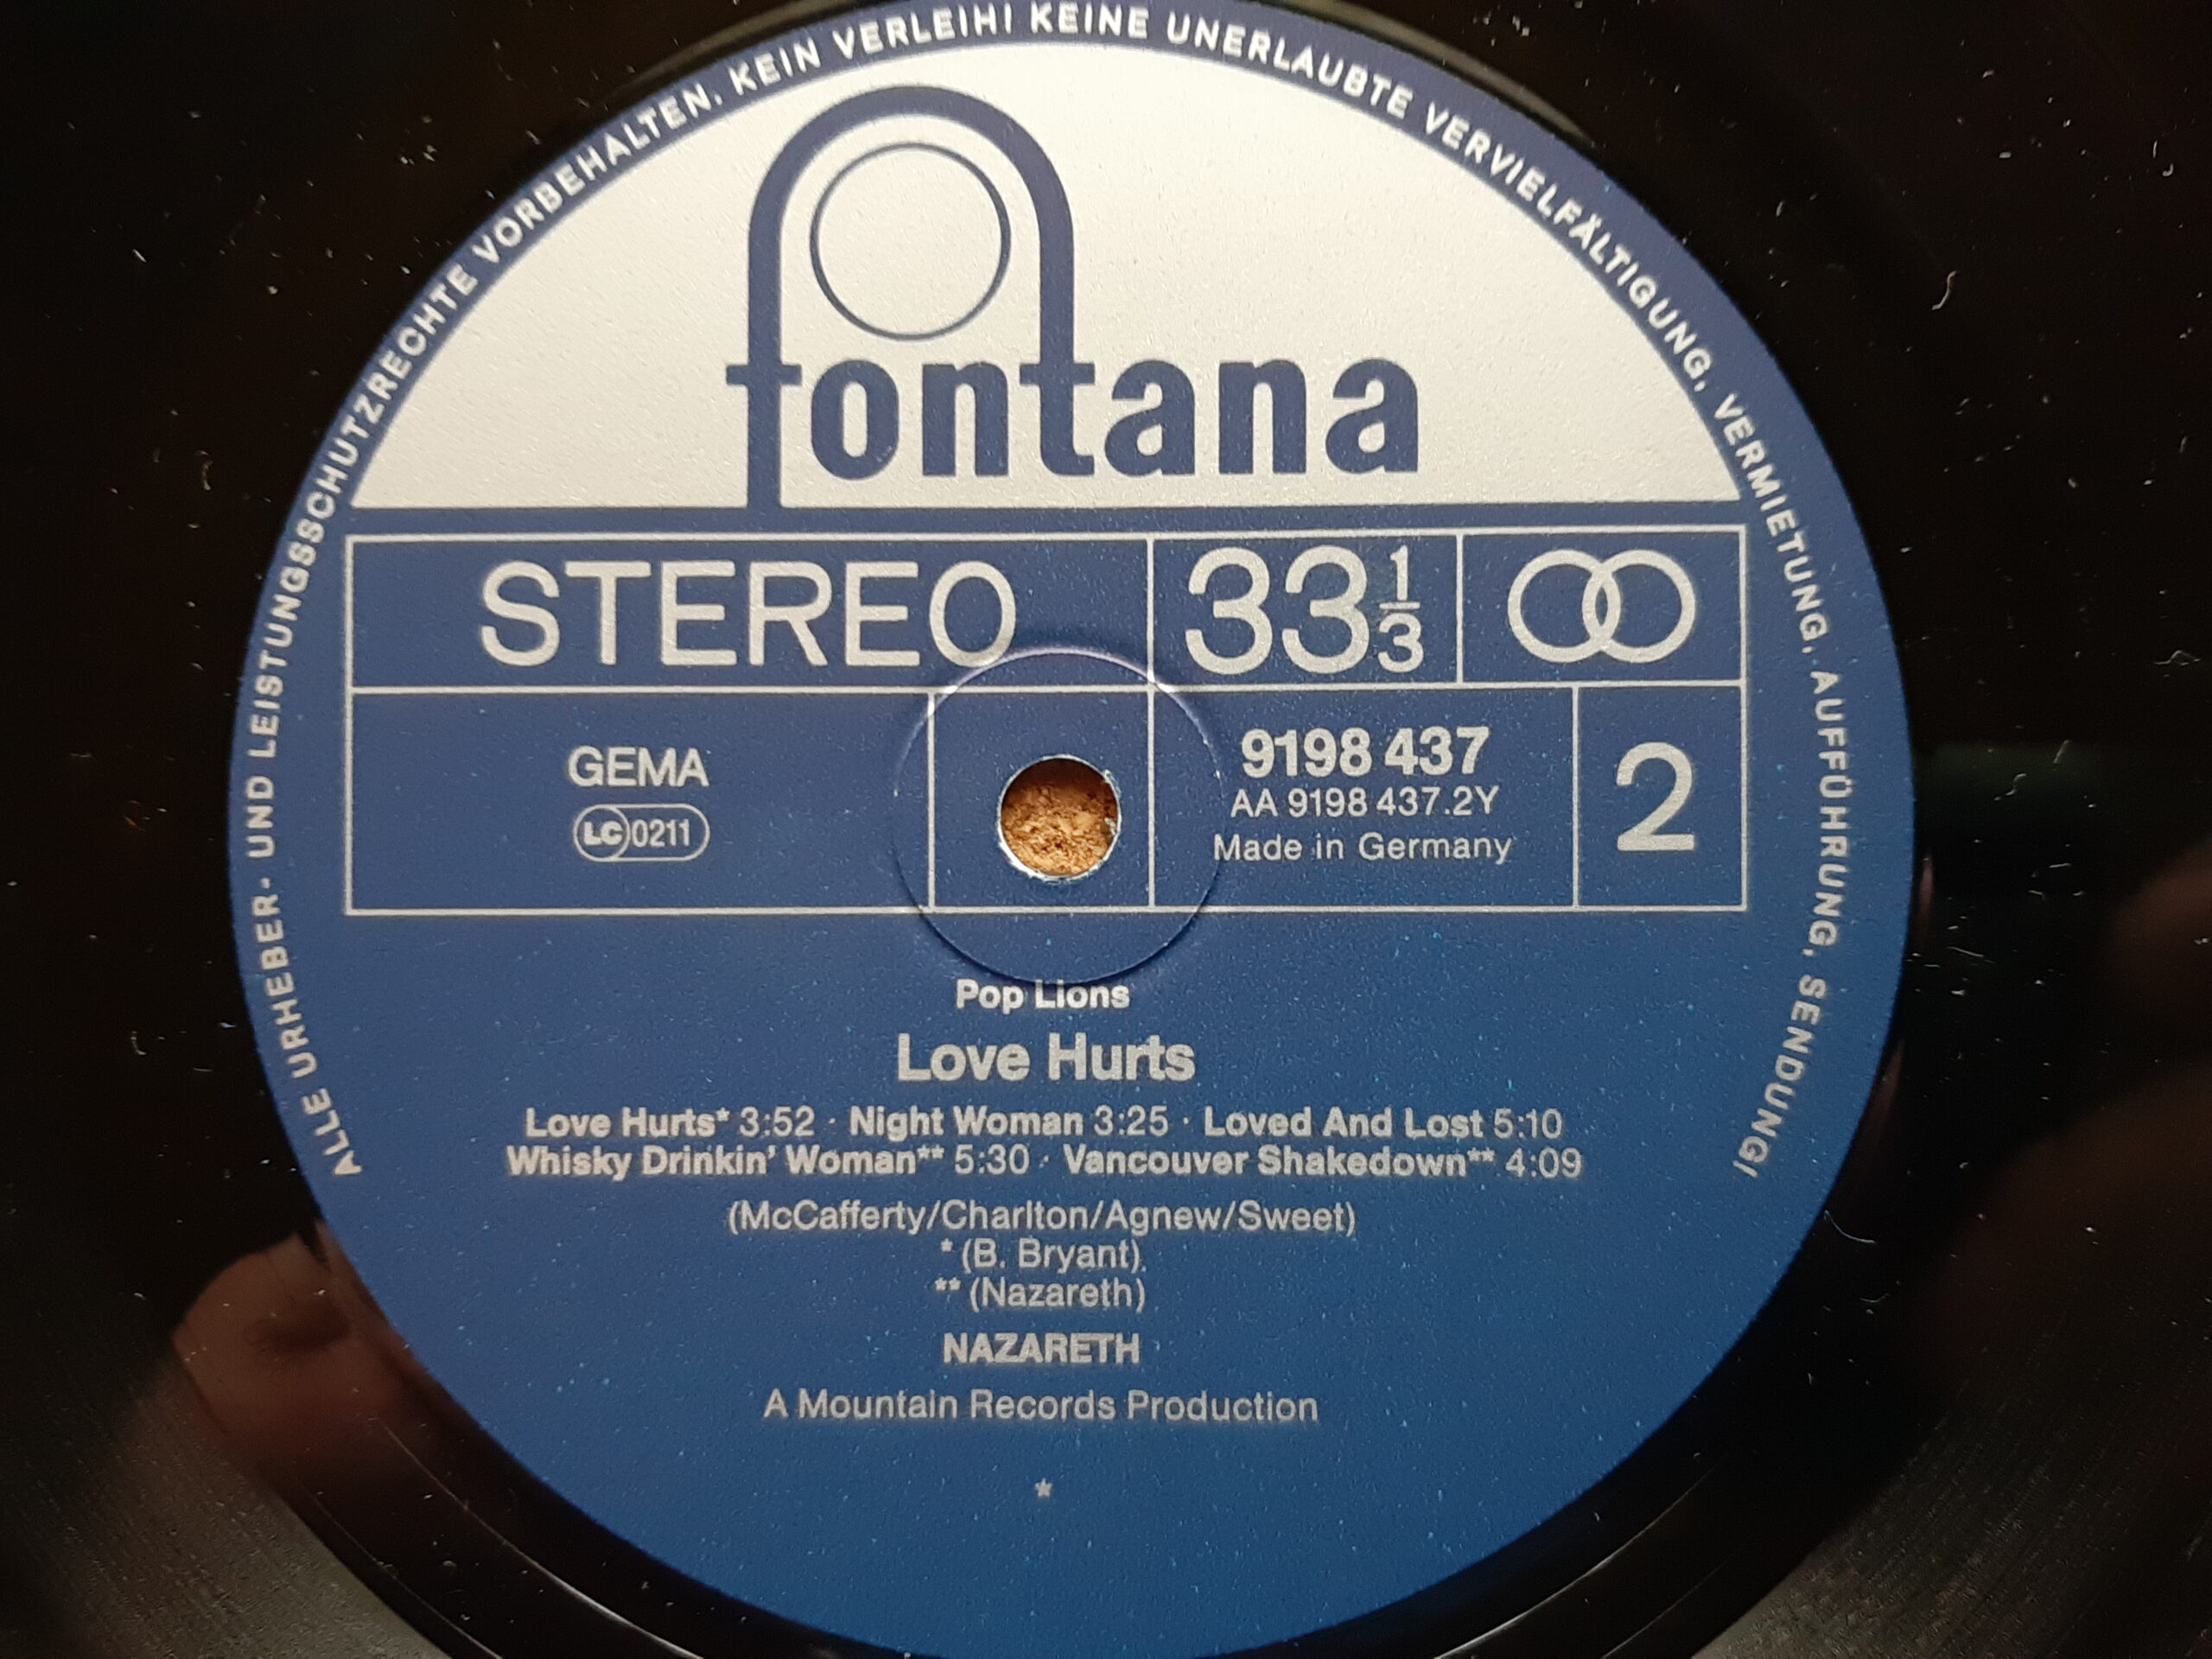 ALLE URHEBER- UND LEISTUNGSSCHUTZRECHTE VORBEHALTEN. KEIN VERLEIH! KEINE UNERLAUBTE VERVIELFÄLTIGUNG, VERMIETUNG, AUFFÜHRUNG, SENDUNG!
fontana
STEREO 33 1/3
GEMA
LC 0211
9198 437
AA 9198 437.2Y
Made in Germany
2
Pop Lions
Love Hurts
Love Hurts* 3:52 · Night Woman 3:25 · Loved And Lost 5:10
Whisky Drinkin' Woman** 5:30 · Vancouver Shakedown** 4:09
(McCafferty/Charlton/Agnew/Sweet)
* (B. Bryant)
** (Nazareth)
NAZARETH
A Mountain Records Production
*